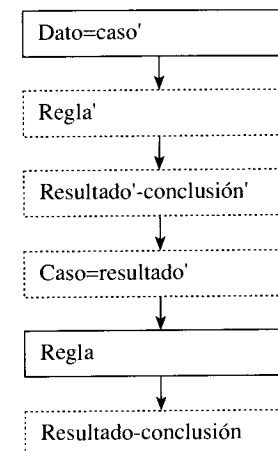 Dato=caso'
Regla'
Resultado'-conclusión'
Caso=resultado'
Regla
Resultado-conclusión